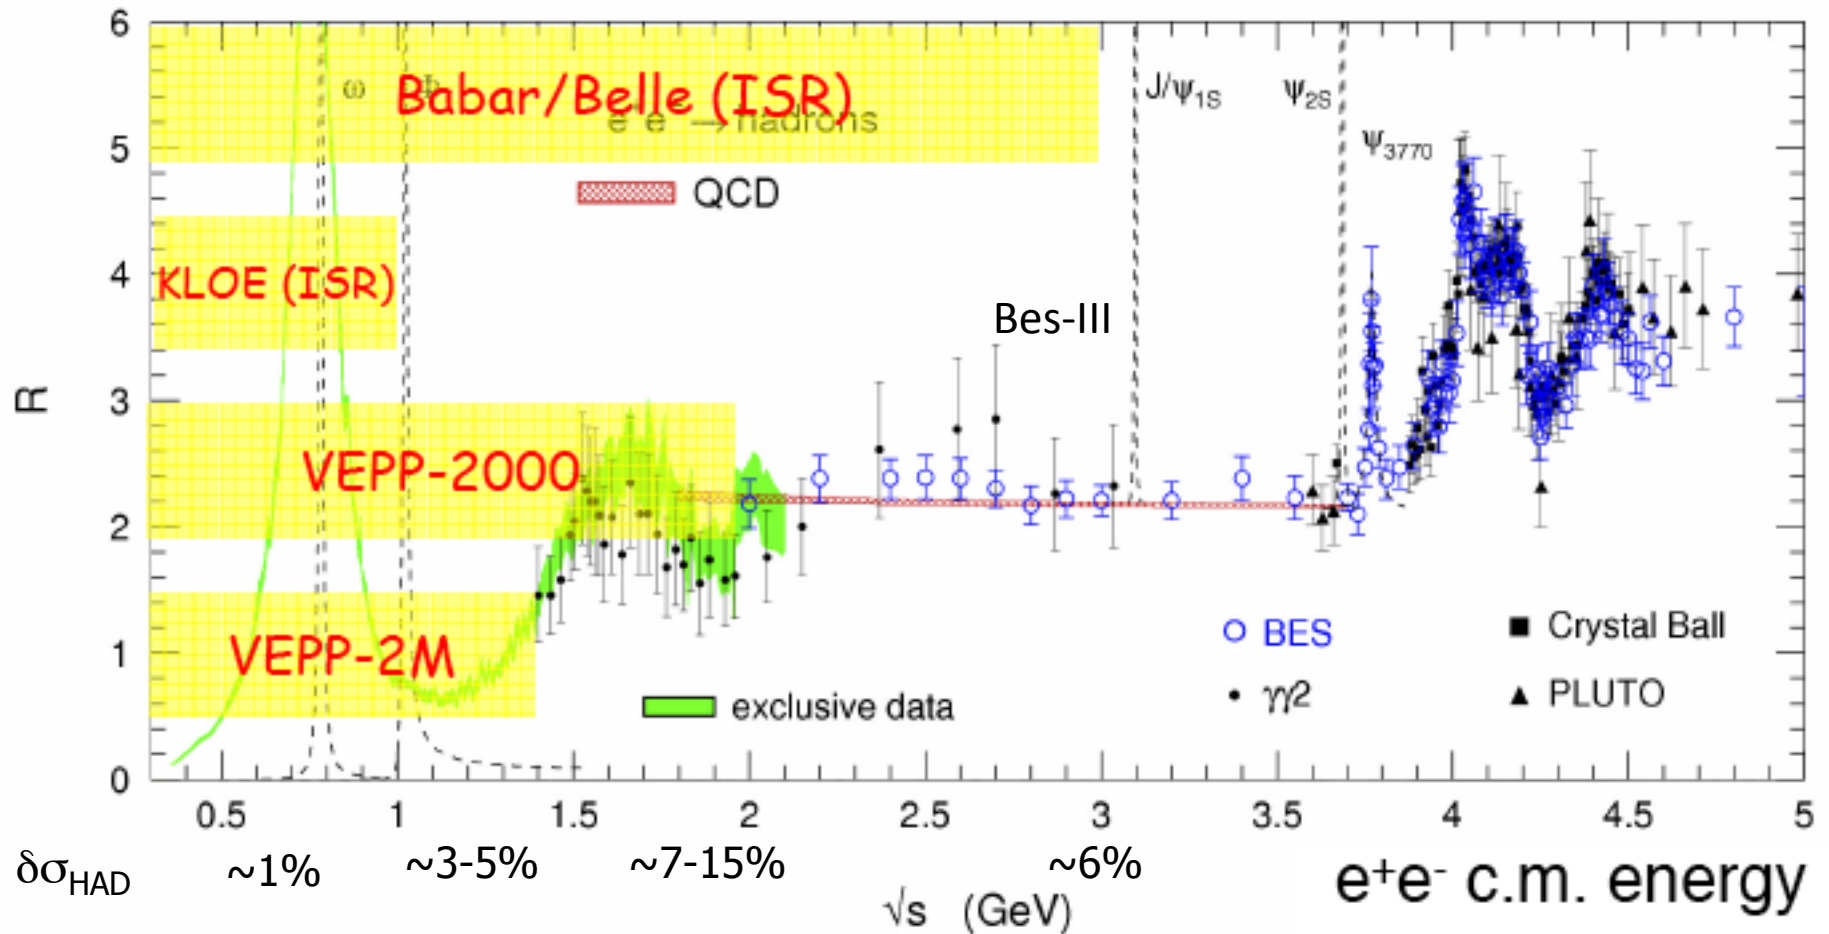 6
ω
Φ
Babar/Belle (ISR)
e⁺e⁻ → hadrons
J/ψ1S
ψ2S
ψ3770
5
QCD
KLOE (ISR)
4
Bes-III
R
3
VEPP-2000
2
VEPP-2M
1
BES
Crystal Ball
exclusive data
γγ2
PLUTO
0
0.5 1 1.5 2 2.5 3 3.5 4 4.5 5
δσHAD ~1% ~3-5% ~7-15% ~6%
e⁺e⁻ c.m. energy
√s (GeV)